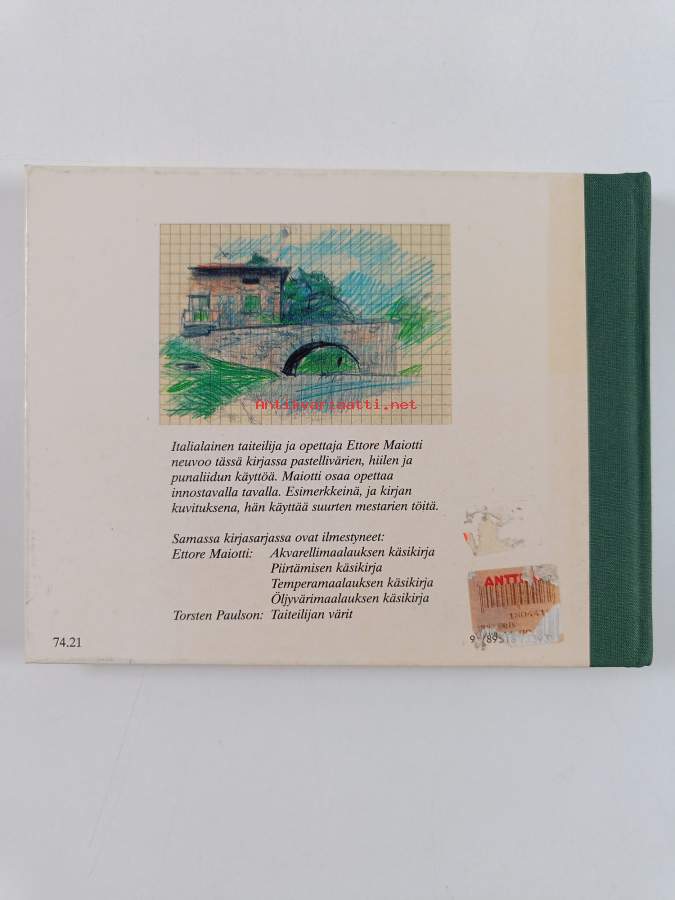 Antikvariaatti.net
Italialainen taiteilija ja opettaja Ettore Maiotti
neuvoo tässä kirjassa pastellivärien, hiilen ja
punaliidun käyttöä. Maiotti osaa opettaa
innostavalla tavalla. Esimerkkeinä, ja kirjan
kuvituksena, hän käyttää suurten mestarien töitä.
Samassa kirjasarjassa ovat ilmestyneet:
Ettore Maiotti: Akvarellimaalauksen käsikirja
Piirtämisen käsikirja
Temperamaalauksen käsikirja
Öljyvärimaalauksen käsikirja
Torsten Paulson: Taiteilijan värit
74.21